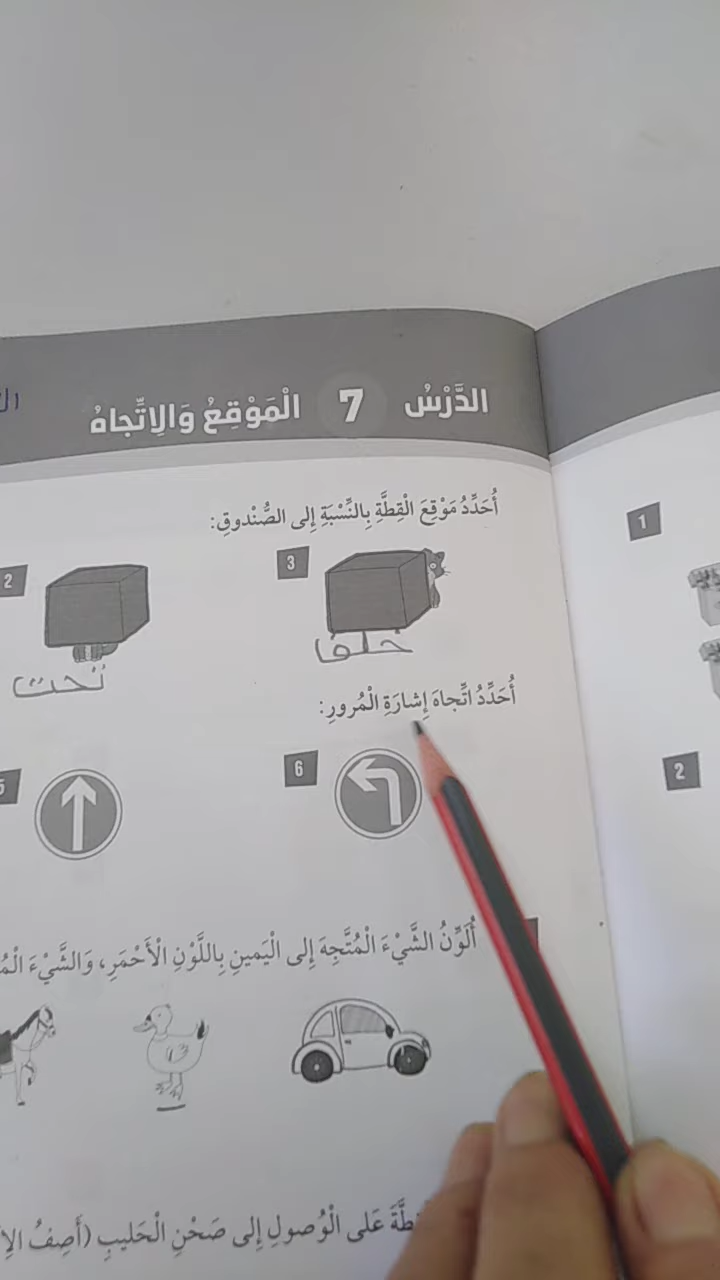 الدَّرْسُ 7 الْمَوْقِعُ وَالِاتِّجاهُ
أُحَدِّدُ مَوْقِعَ الْقِطَّةِ بِالنِّسْبَةِ إِلى الصُّنْدوقِ:
3
2
خلف
تحت
أُحَدِّدُ اتِّجاهَ إِشارَةِ الْمُرورِ:
6
5
أُلَوِّنُ الشَّيْءَ الْمُتَّجِهَ إِلى الْيَمينِ بِاللَّوْنِ الْأَحْمَرِ، وَالشَّيْءَ
عَلى الْوُصولِ إِلى صَحْنِ الْحَليبِ (أَصِفُ
1
2